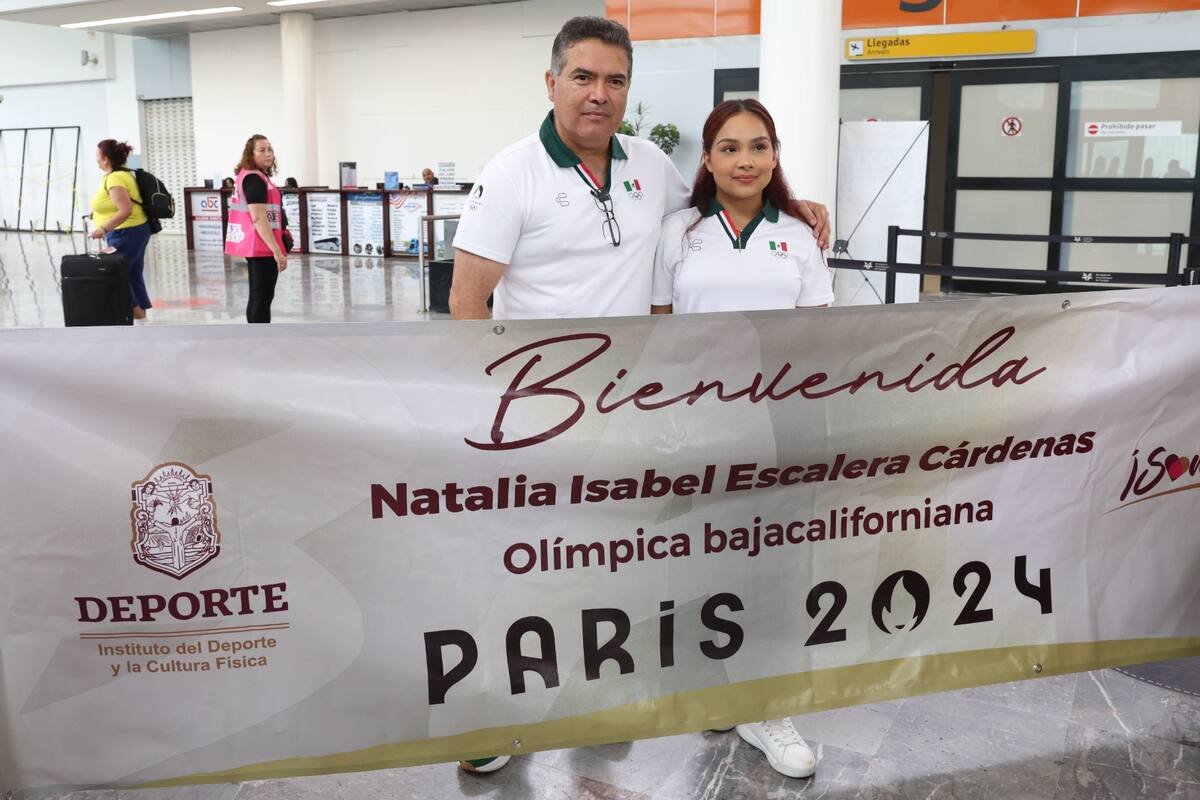 Llegadas
Arrivals
Prohibido pasar
abc
Bienvenida
Natalia Isabel Escalera Cárdenas
Olímpica bajacaliforniana
PARIS 2024
DEPORTE
Instituto del Deporte
y la Cultura Física